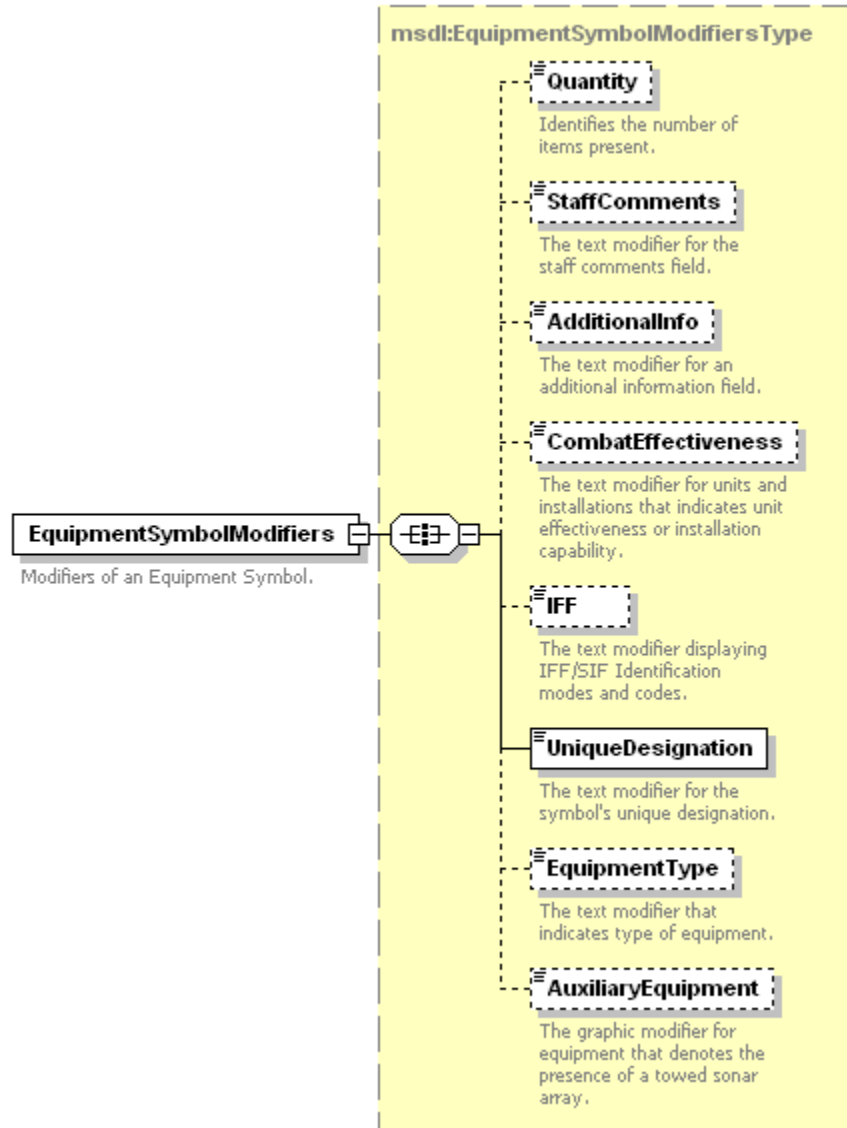 msdl:EquipmentSymbolModifiersType
Quantity
Identifies the number of
items present.
StaffComments
The text modifier for the
staff comments field.
AdditionalInfo
The text modifier for an
additional information field.
CombatEffectiveness
The text modifier for units and
installations that indicates unit
effectiveness or installation
capability.
EquipmentSymbolModifiers
Modifiers of an Equipment Symbol.
IFF
The text modifier displaying
IFF/SIF Identification
modes and codes.
UniqueDesignation
The text modifier for the
symbol's unique designation.
EquipmentType
The text modifier that
indicates type of equipment.
AuxiliaryEquipment
The graphic modifier for
equipment that denotes the
presence of a towed sonar
array.